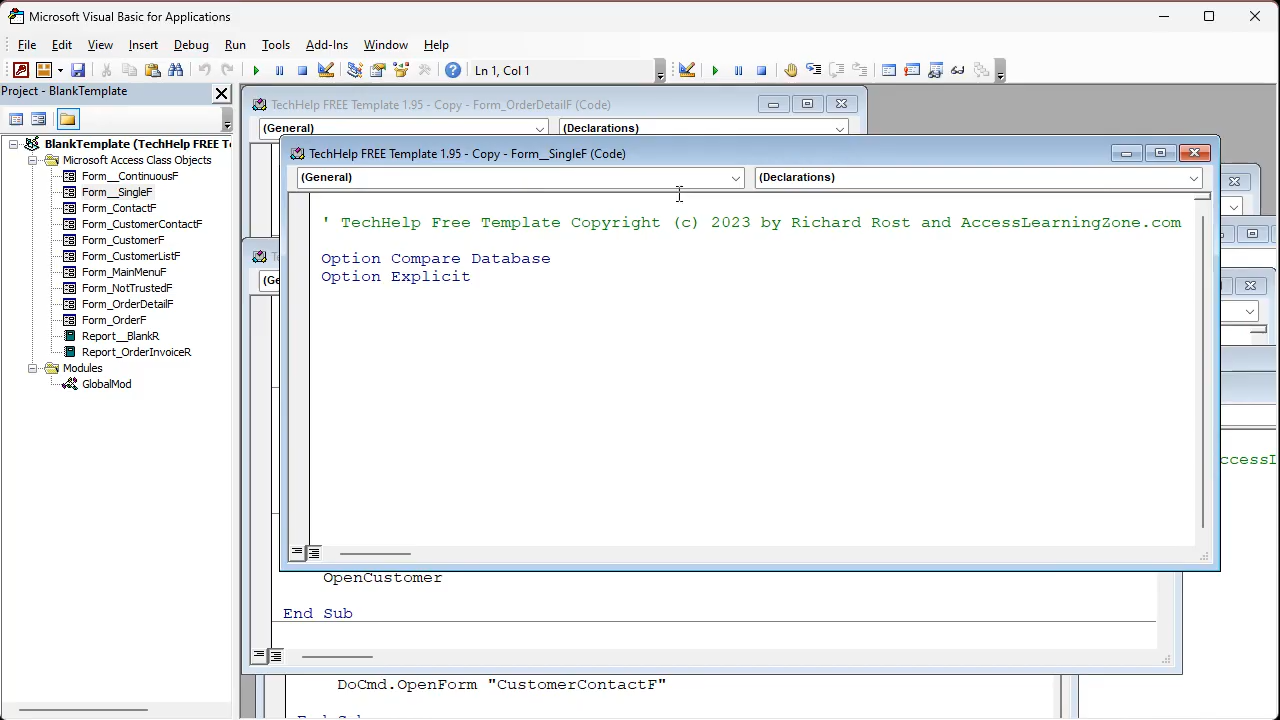 Microsoft Visual Basic for Applications
File Edit View Insert Debug Run Tools Add-Ins Window Help
Ln 1, Col 1
Project - BlankTemplate
BlankTemplate (TechHelp FREE T
Microsoft Access Class Objects
Form__ContinuousF
Form__SingleF
Form_ContactF
Form_CustomerContactF
Form_CustomerF
Form_CustomerListF
Form_MainMenuF
Form_NotTrustedF
Form_OrderDetailF
Form_OrderF
Report__BlankR
Report_OrderInvoiceR
Modules
GlobalMod
TechHelp FREE Template 1.95 - Copy - Form_OrderDetailF (Code)
(General) (Declarations)
TechHelp FREE Template 1.95 - Copy - Form__SingleF (Code)
(General) (Declarations)
' TechHelp Free Template Copyright (c) 2023 by Richard Rost and AccessLearningZone.com
Option Compare Database
Option Explicit
(Ge
ccessL
OpenCustomer
End Sub
DoCmd.OpenForm "CustomerContactF"
End Sub